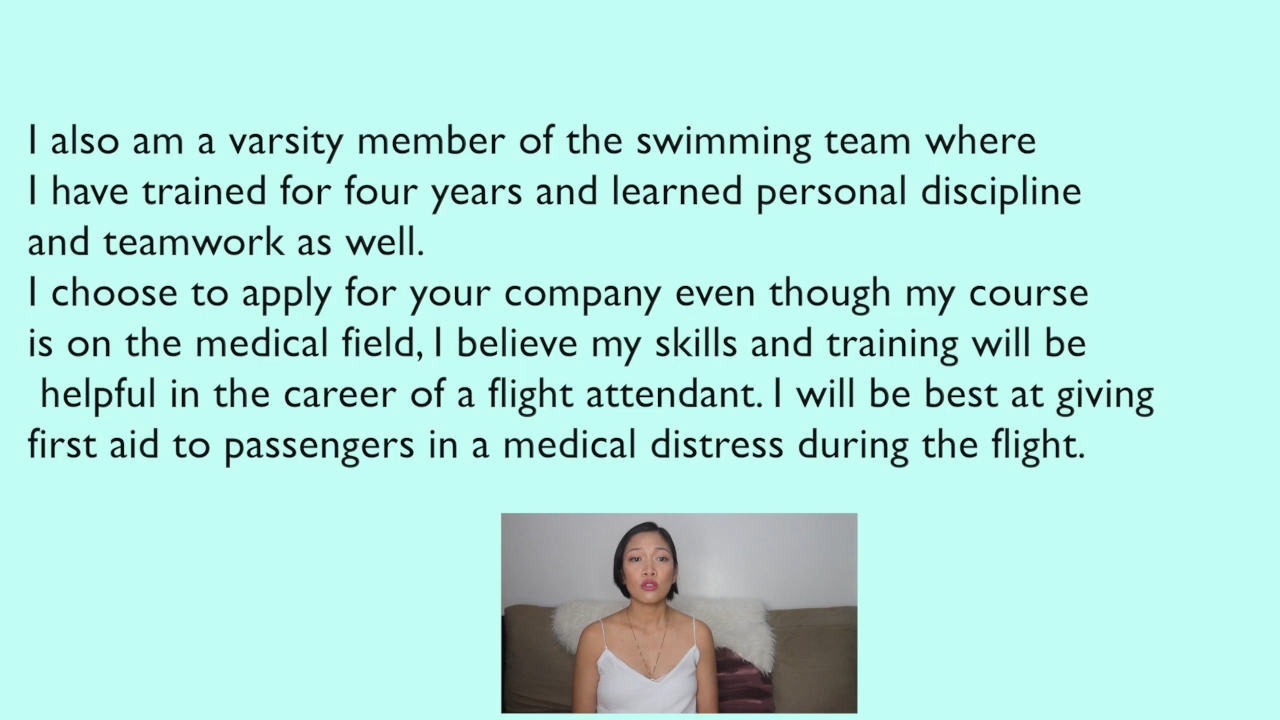 I also am a varsity member of the swimming team where
I have trained for four years and learned personal discipline
and teamwork as well.
I choose to apply for your company even though my course
is on the medical field, I believe my skills and training will be
helpful in the career of a flight attendant. I will be best at giving
first aid to passengers in a medical distress during the flight.